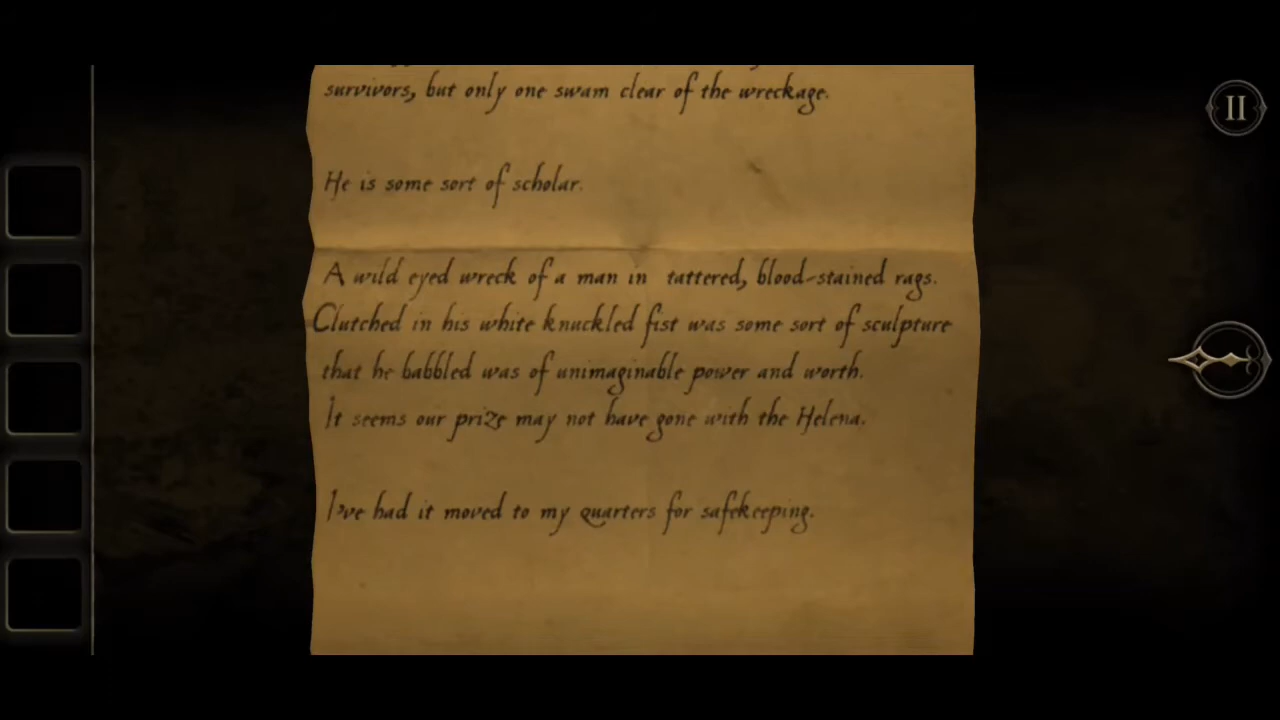 survivors, but only one swam clear of the wreckage.
He is some sort of scholar.
A wild eyed wreck of a man in tattered, blood-stained rags.
Clutched in his white knuckled fist was some sort of sculpture
that he babbled was of unimaginable power and worth.
It seems our prize may not have gone with the Helena.
I've had it moved to my quarters for safekeeping.
II